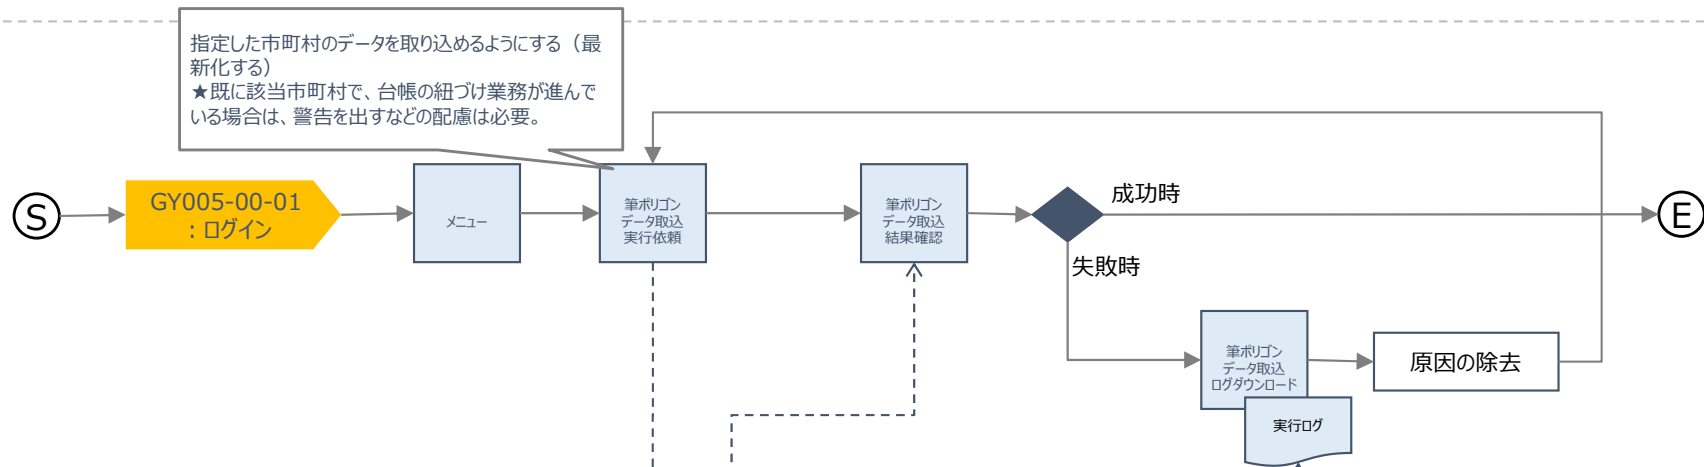 指定した市町村のデータを取り込めるようにする（最
新化する）
★既に該当市町村で、台帳の紐づけ業務が進んで
いる場合は、警告を出すなどの配慮は必要。
S
GY005-00-01
：ログイン
メニュー
筆ポリゴン
データ取込
実行依頼
筆ポリゴン
データ取込
結果確認
成功時
E
失敗時
筆ポリゴン
データ取込
ログダウンロード
原因の除去
実行ログ